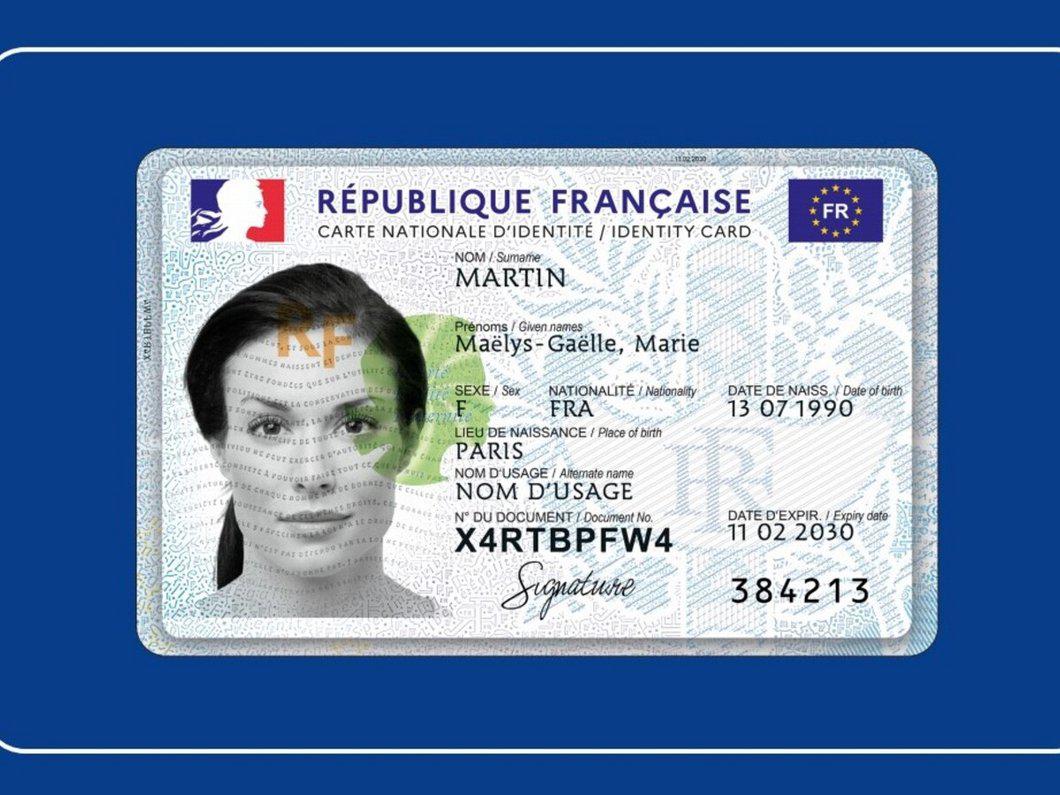 11 02 2030
RÉPUBLIQUE FRANÇAISE
FR
CARTE NATIONALE D'IDENTITÉ / IDENTITY CARD
NOM / Surname
MARTIN
Prénoms / Given names
Maëlys-Gaëlle, Marie
SEXE / Sex NATIONALITÉ / Nationality DATE DE NAISS. / Date of birth
F FRA 13 07 1990
LIEU DE NAISSANCE / Place of birth
PARIS
NOM D'USAGE / Alternate name
NOM D'USAGE
N° DU DOCUMENT / Document No. DATE D'EXPIR. / Expiry date
X4RTBPFW4 11 02 2030
Signature
384213
RF
RF